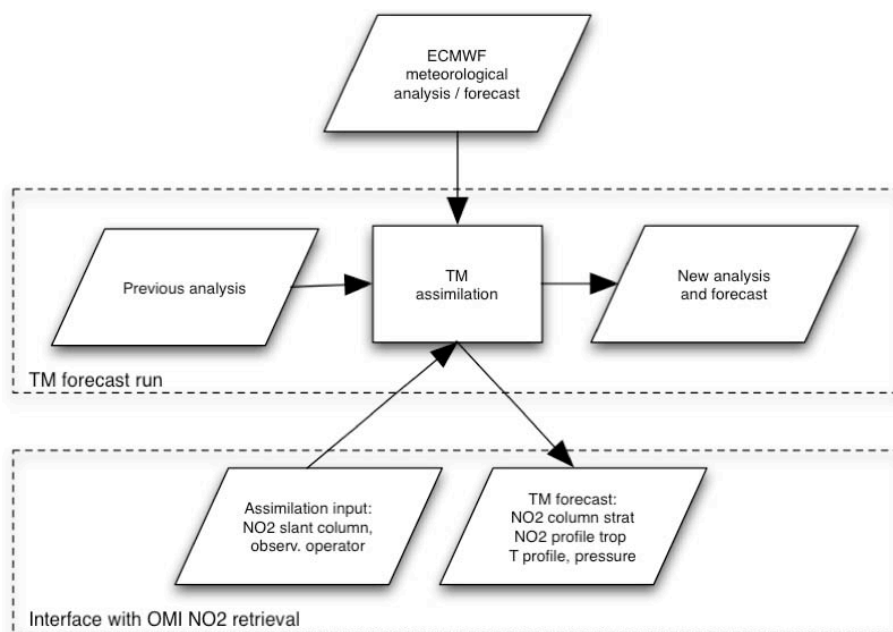 ECMWF
meteorological
analysis / forecast
Previous analysis
TM
assimilation
New analysis
and forecast
TM forecast run
Assimilation input:
NO2 slant column,
observ. operator
TM forecast:
NO2 column strat
NO2 profile trop
T profile, pressure
Interface with OMI NO2 retrieval